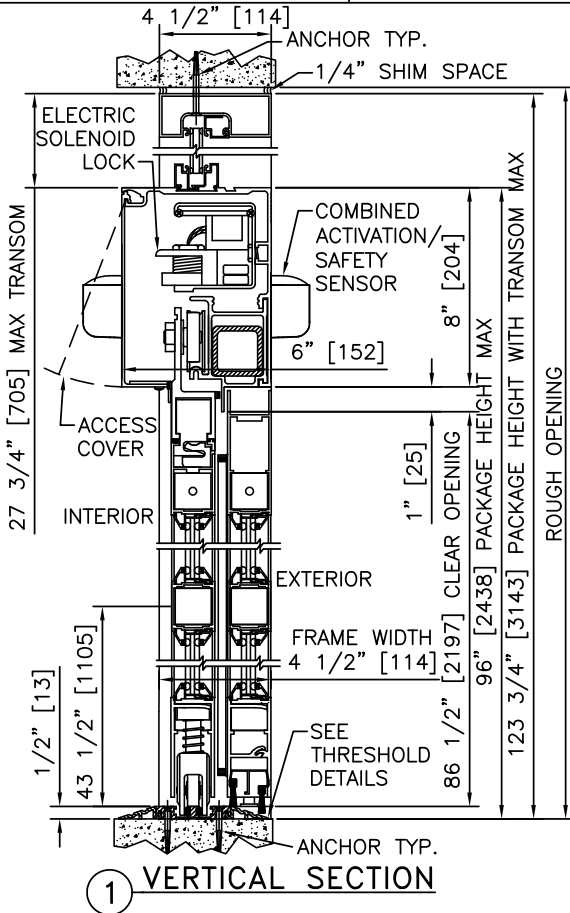 4 1/2” [114]
ANCHOR TYP.
1/4” SHIM SPACE
ELECTRIC
SOLENOID
LOCK
COMBINED
ACTIVATION/
SAFETY
SENSOR
27 3/4” [705] MAX TRANSOM
8” [204]
6” [152]
ACCESS
COVER
1” [25]
INTERIOR
EXTERIOR
86 1/2” [2197] CLEAR OPENING
96” [2438] PACKAGE HEIGHT MAX
123 3/4” [3143] PACKAGE HEIGHT WITH TRANSOM MAX
ROUGH OPENING
FRAME WIDTH
4 1/2” [114]
1/2” [13]
43 1/2” [1105]
SEE
THRESHOLD
DETAILS
ANCHOR TYP.
1 VERTICAL SECTION